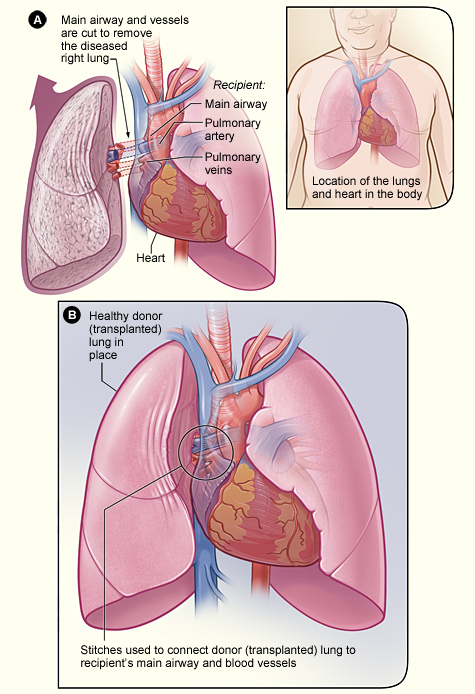 A
Main airway and vessels
are cut to remove
the diseased
right lung
Recipient:
Main airway
Pulmonary
artery
Pulmonary
veins
Heart
Location of the lungs
and heart in the body
B
Healthy donor
(transplanted)
lung in
place
Stitches used to connect donor (transplanted) lung to
recipient's main airway and blood vessels